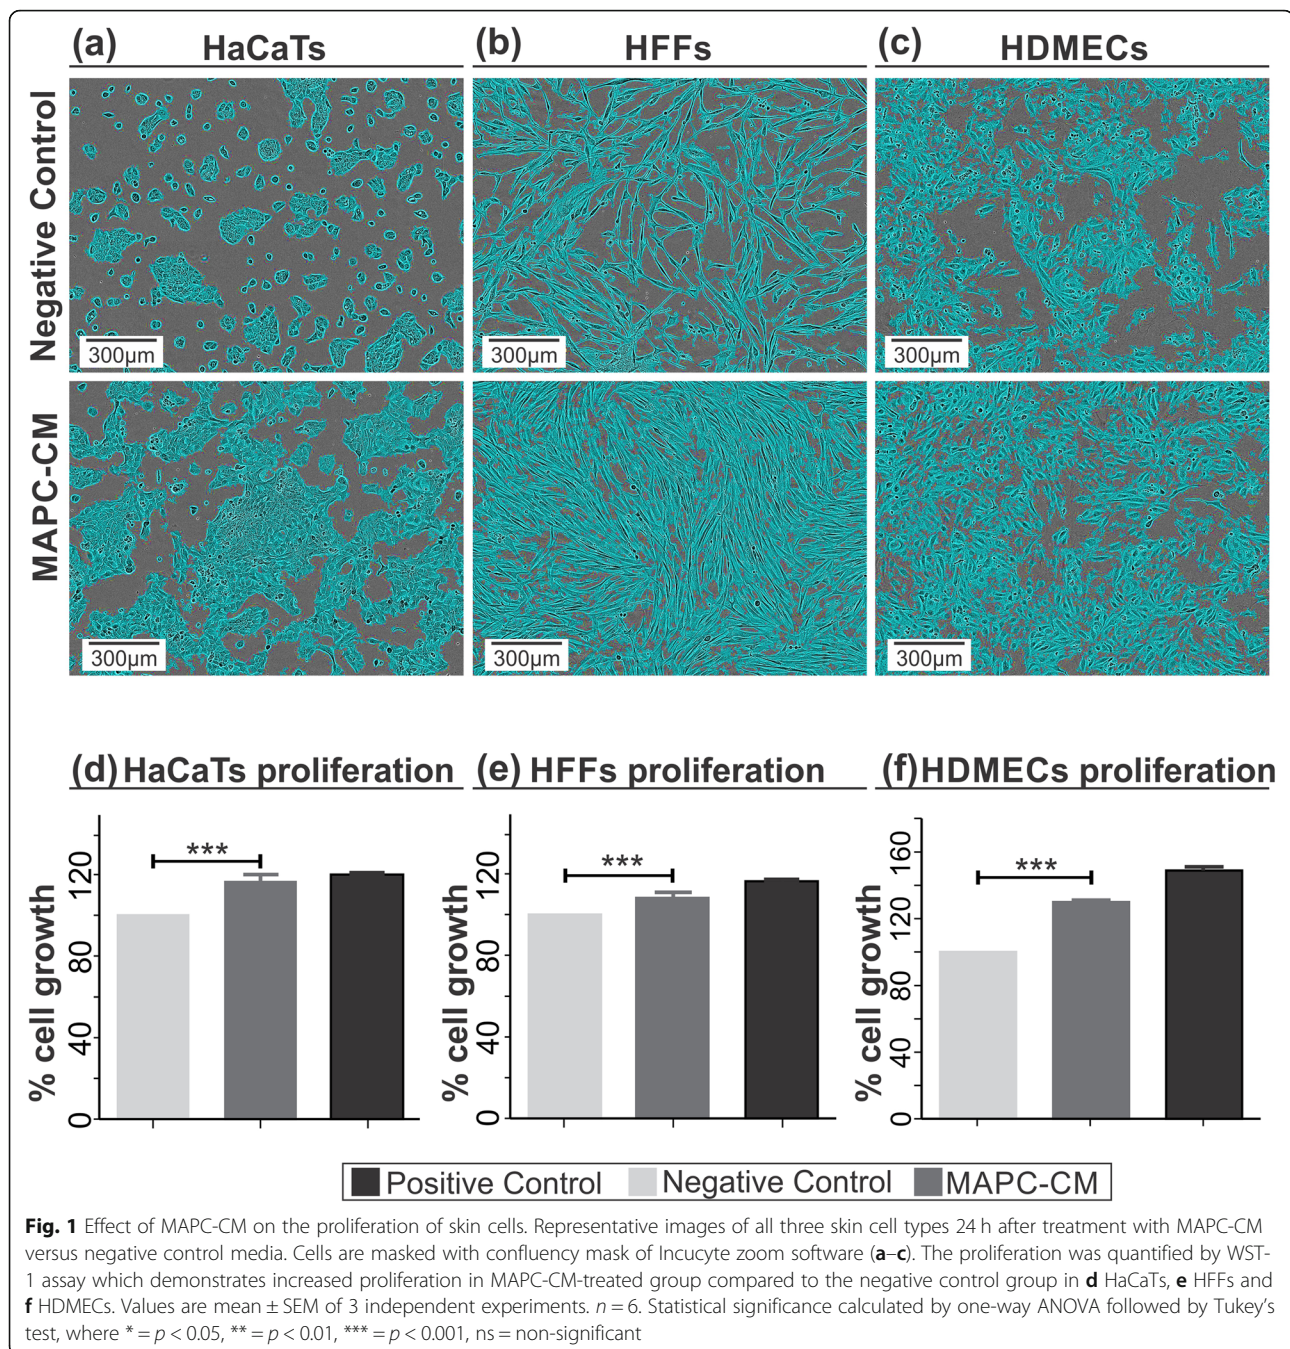 (a) HaCaTs
(b) HFFs
(c) HDMECs
Negative Control
300µm
300µm
300µm
MAPC-CM
300µm
300µm
300µm
(d) HaCaTs proliferation
(e) HFFs proliferation
(f) HDMECs proliferation
% cell growth
0
40
80
120
***
% cell growth
0
40
80
120
***
% cell growth
0
40
80
120
160
***
Positive Control Negative Control MAPC-CM
Fig. 1 Effect of MAPC-CM on the proliferation of skin cells. Representative images of all three skin cell types 24 h after treatment with MAPC-CM
versus negative control media. Cells are masked with confluency mask of Incucyte zoom software (a–c). The proliferation was quantified by WST-
1 assay which demonstrates increased proliferation in MAPC-CM-treated group compared to the negative control group in d HaCaTs, e HFFs and
f HDMECs. Values are mean ± SEM of 3 independent experiments. n = 6. Statistical significance calculated by one-way ANOVA followed by Tukey's
test, where * = p < 0.05, ** = p < 0.01, *** = p < 0.001, ns = non-significant